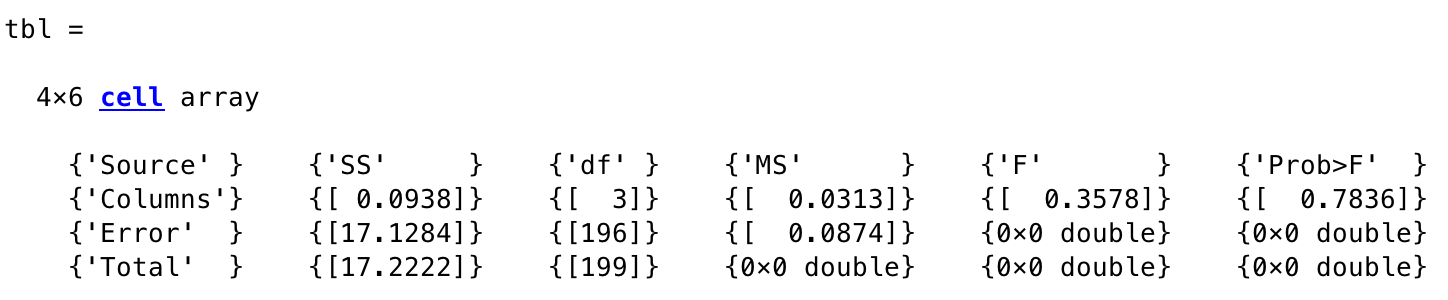 tbl =
4×6 cell array
{'Source' }    {'SS'     }    {'df' }    {'MS'      }    {'F'       }    {'Prob>F'  }
{'Columns'}    {[ 0.0938]}    {[  3]}    {[  0.0313]}    {[  0.3578]}    {[  0.7836]}
{'Error'  }    {[17.1284]}    {[196]}    {[  0.0874]}    {0×0 double}    {0×0 double}
{'Total'  }    {[17.2222]}    {[199]}    {0×0 double}    {0×0 double}    {0×0 double}